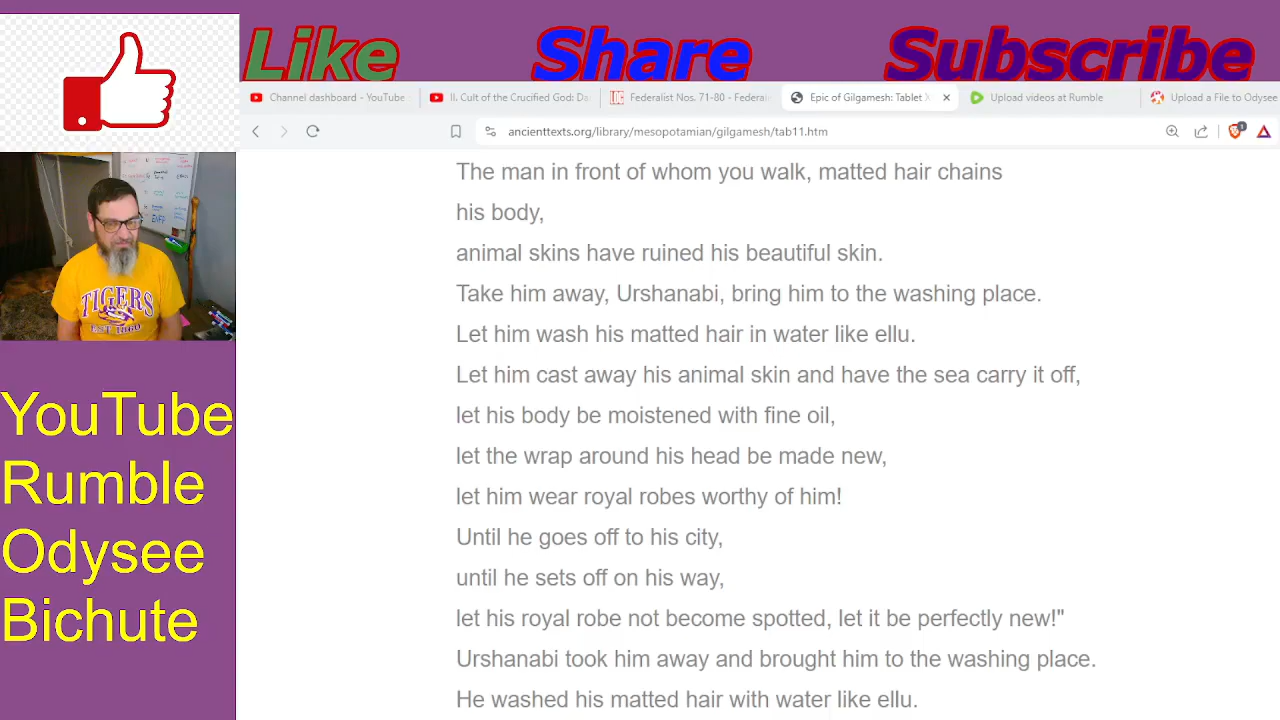 Like Share Subscribe
Channel dashboard - YouTube
II. Cult of the Crucified God: Da
Federalist Nos. 71-80 - Federal
Epic of Gilgamesh: Tablet X
Upload videos at Rumble
Upload a File to Odysee
ancienttexts.org/library/mesopotamian/gilgamesh/tab11.htm
1
The man in front of whom you walk, matted hair chains
his body,
animal skins have ruined his beautiful skin.
Take him away, Urshanabi, bring him to the washing place.
Let him wash his matted hair in water like ellu.
Let him cast away his animal skin and have the sea carry it off,
let his body be moistened with fine oil,
let the wrap around his head be made new,
let him wear royal robes worthy of him!
Until he goes off to his city,
until he sets off on his way,
let his royal robe not become spotted, let it be perfectly new!"
Urshanabi took him away and brought him to the washing place.
He washed his matted hair with water like ellu.
TIGERS
YouTube
Rumble
Odysee
Bichute